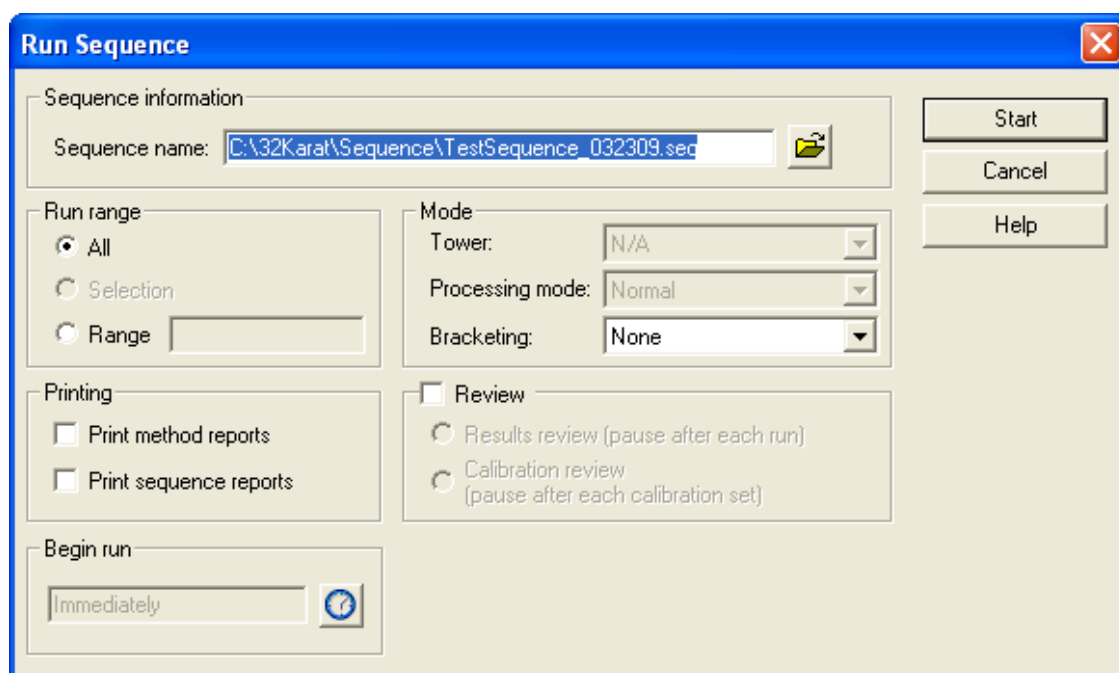 Run Sequence
Sequence information
Sequence name: C:\32Karat\Sequence\TestSequence_032309.seq
Start
Cancel
Help
Run range
All
Selection
Range
Mode
Tower: N/A
Processing mode: Normal
Bracketing: None
Printing
Print method reports
Print sequence reports
Review
Results review (pause after each run)
Calibration review
(pause after each calibration set)
Begin run
Immediately